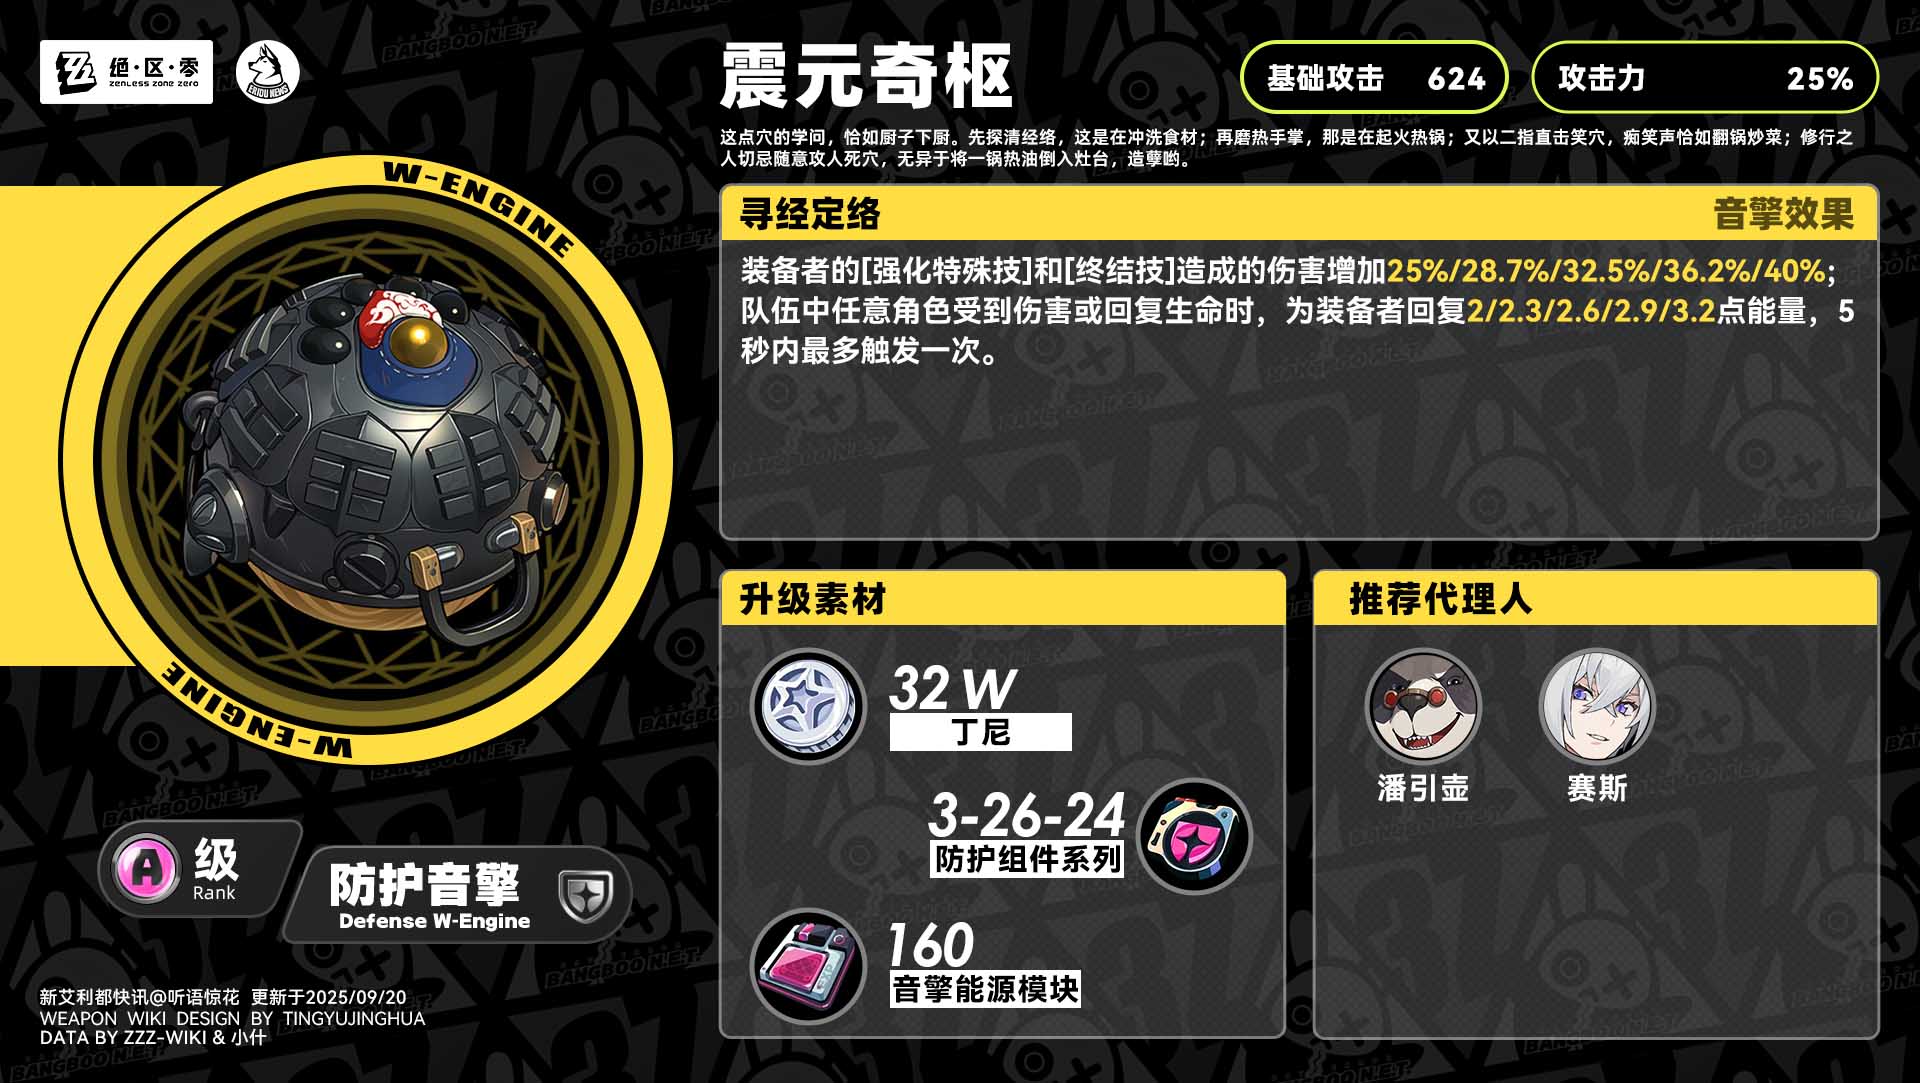 绝·区·零
ZENLESS ZONE ZERO
ERIDU NEWS
震元奇枢
基础攻击 624
攻击力 25%
这点穴的学问，恰如厨子下厨。先探清经络，这是在冲洗食材；再磨热手掌，那是在起火热锅；又以二指直击笑穴，痴笑声恰如翻锅炒菜；修行之
人切忌随意攻人死穴，无异于将一锅热油倒入灶台，造孽哟。
W-ENGINE
W-ENGINE
寻经定络 音擎效果
装备者的[强化特殊技]和[终结技]造成的伤害增加25%/28.7%/32.5%/36.2%/40%；
队伍中任意角色受到伤害或回复生命时，为装备者回复2/2.3/2.6/2.9/3.2点能量，5
秒内最多触发一次。
升级素材
32 W
丁尼
3-26-24
防护组件系列
160
音擎能源模块
推荐代理人
潘引壶 赛斯
A 级
Rank
防护音擎
Defense W-Engine
新艾利都快讯@听语惊花 更新于2025/09/20
WEAPON WIKI DESIGN BY TINGYUJINGHUA
DATA BY ZZZ-WIKI & 小什
BANGBOO N.E.T.